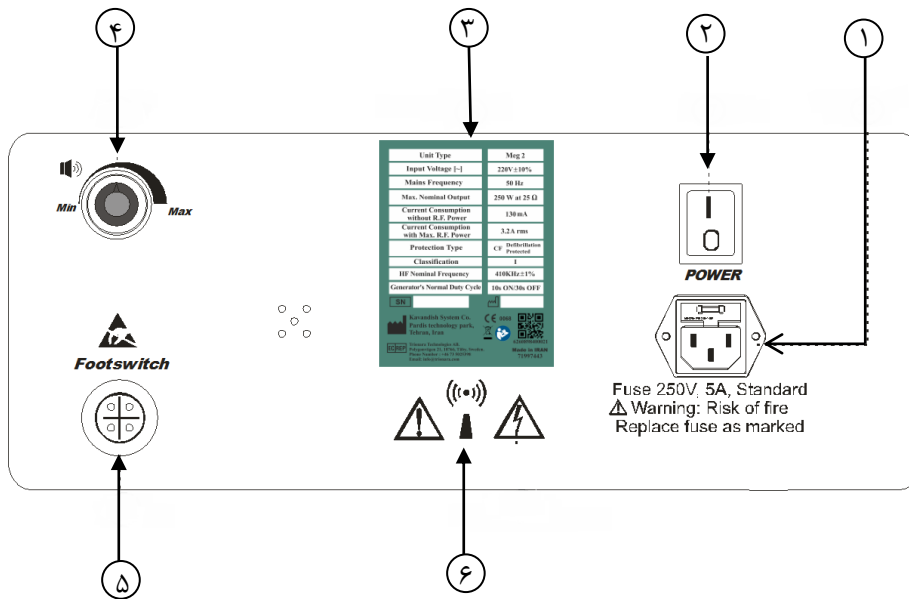 ۴
۳
۲
۱
Min
Max
Unit Type Meg 2
Input Voltage [~] 220V±10%
Mains Frequency 50 Hz
Max. Nominal Output 250 W at 25 Ω
Current Consumption without R.F. Power 130 mA
Current Consumption with Max. R.F. Power 3.2A rms
Protection Type CF Defibrillation Protected
Classification I
HF Nominal Frequency 410KHz±1%
Generator's Normal Duty Cycle 10s ON/30s OFF
SN
Kavandish System Co.
Pardis technology park,
Tehran, Iran
EC REP
Made in IRAN
POWER
Footswitch
Fuse 250V, 5A, Standard
Warning: Risk of fire
Replace fuse as marked
۵
۶